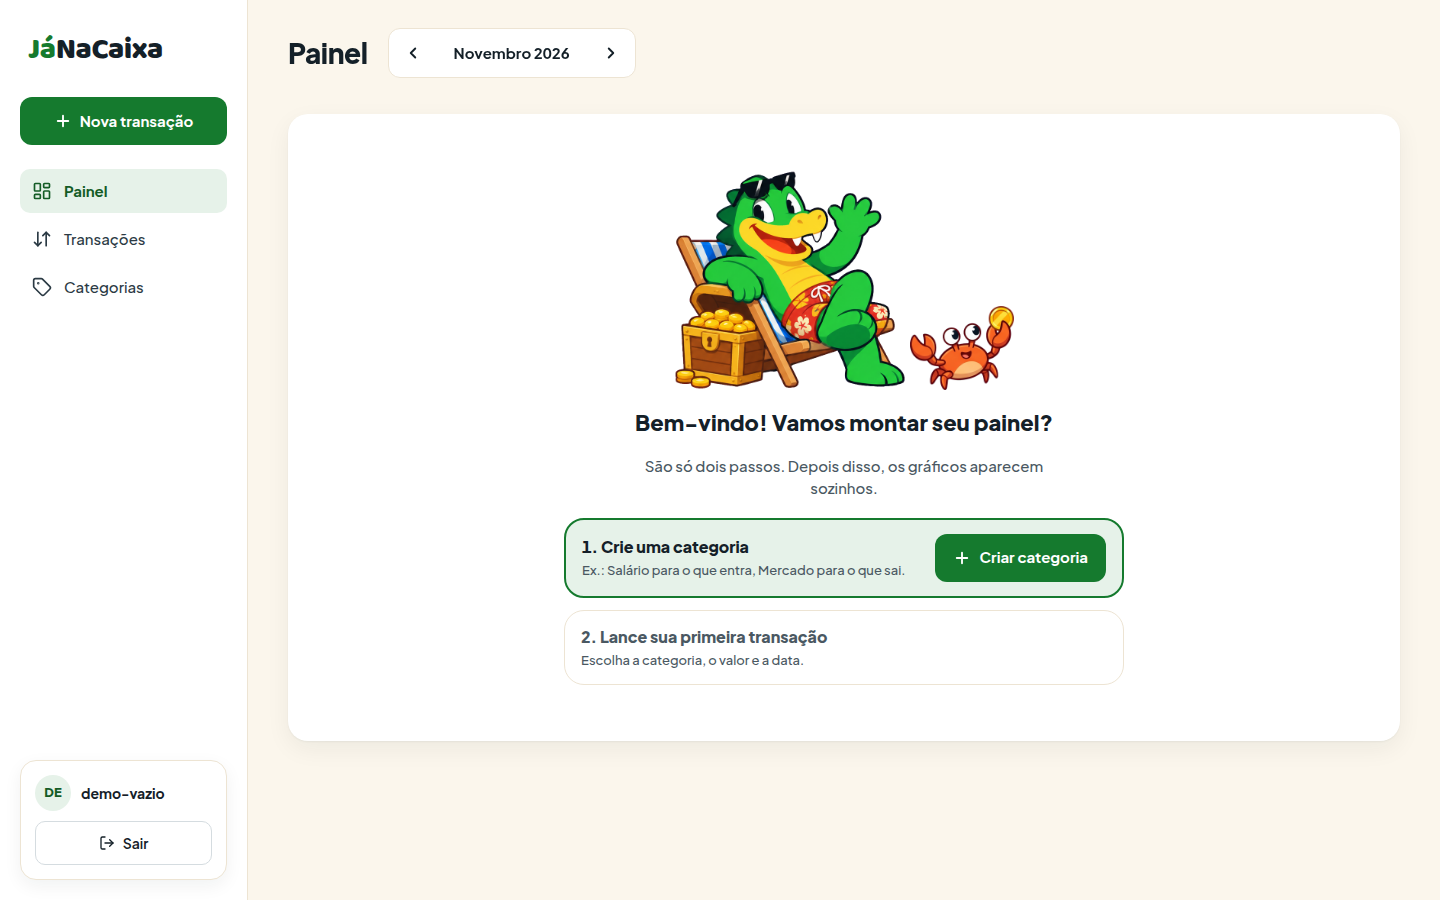 JáNaCaixa
Nova transação
Painel
Transações
Categorias
DE
demo-vazio
Sair
Painel
Novembro 2026
Bem-vindo! Vamos montar seu painel?
São só dois passos. Depois disso, os gráficos aparecem
sozinhos.
1. Crie uma categoria
Ex.: Salário para o que entra, Mercado para o que sai.
Criar categoria
2. Lance sua primeira transação
Escolha a categoria, o valor e a data.